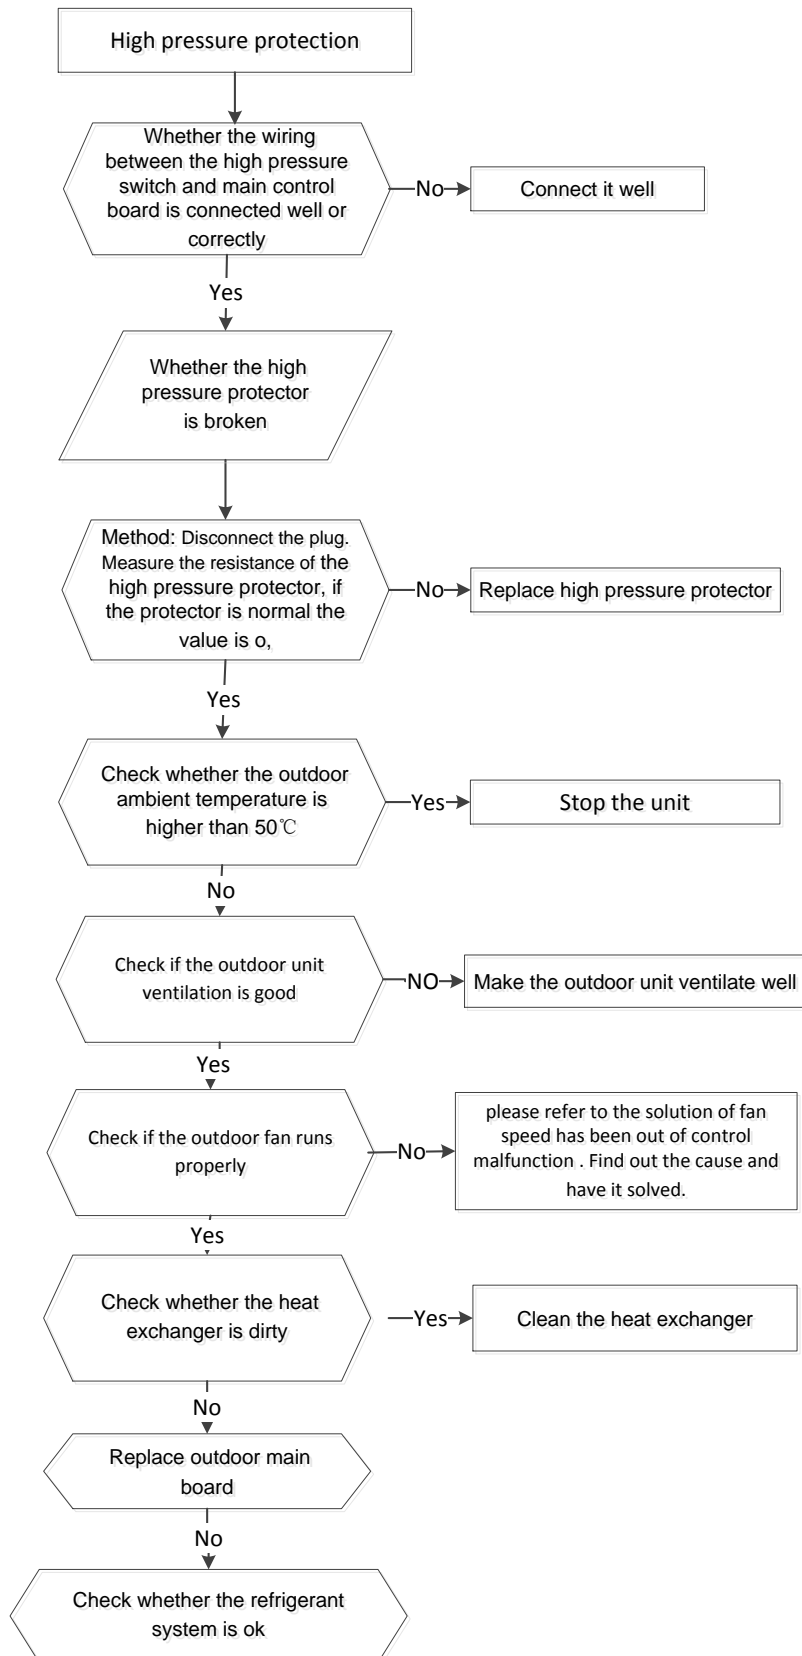 High pressure protection
Whether the wiring
between the high pressure
switch and main control
board is connected well or
correctly
No
Connect it well
Yes
Whether the high
pressure protector
is broken
Method: Disconnect the plug.
Measure the resistance of the
high pressure protector, if
the protector is normal the
value is o,
No
Replace high pressure protector
Yes
Check whether the outdoor
ambient temperature is
higher than 50℃
Yes
Stop the unit
No
Check if the outdoor unit
ventilation is good
NO
Make the outdoor unit ventilate well
Yes
Check if the outdoor fan runs
properly
No
please refer to the solution of fan
speed has been out of control
malfunction . Find out the cause and
have it solved.
Yes
Check whether the heat
exchanger is dirty
Yes
Clean the heat exchanger
No
Replace outdoor main
board
No
Check whether the refrigerant
system is ok